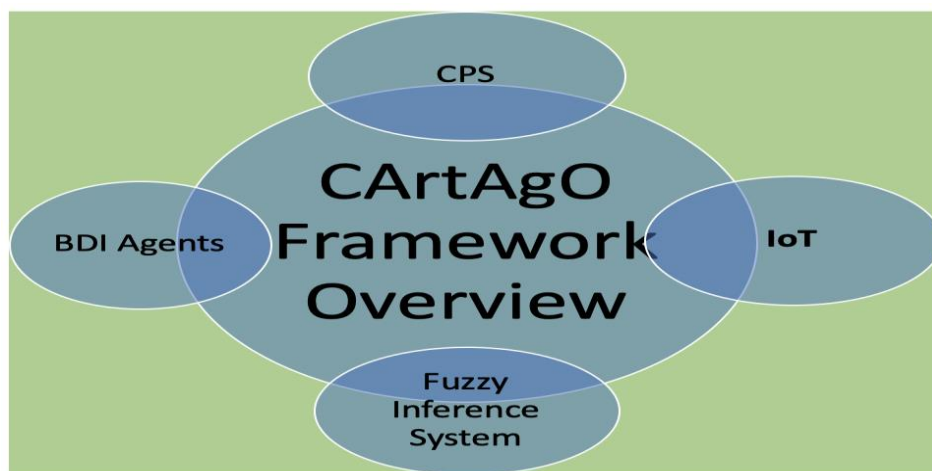 CPS
CArtAgO
Framework
Overview
BDI Agents
IoT
Fuzzy
Inference
System